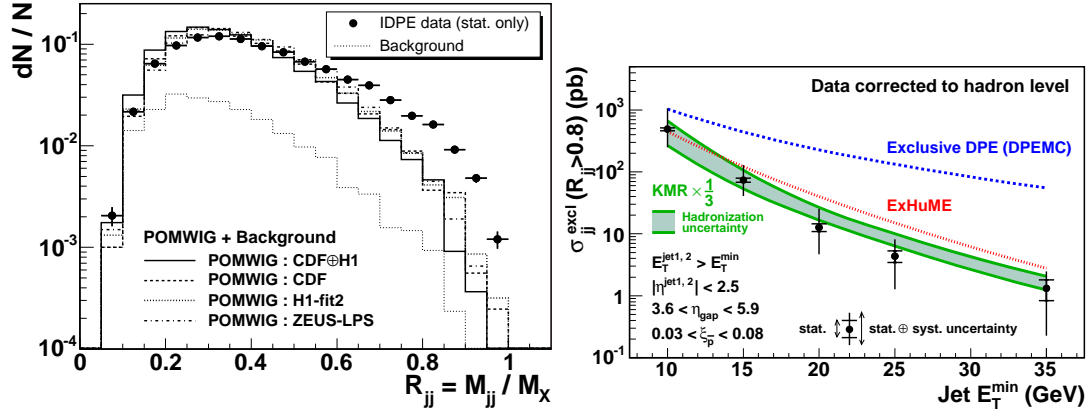 dN / N
10⁻¹
10⁻²
10⁻³
10⁻⁴
IDPE data (stat. only)
Background
POMWIG + Background
POMWIG : CDF⊕H1
POMWIG : CDF
POMWIG : H1-fit2
POMWIG : ZEUS-LPS
0 0.2 0.4 0.6 0.8 1
R_jj = M_jj / M_X
σ_jj^excl (R_jj>0.8) (pb)
10³
10²
10
1
10⁻¹
Data corrected to hadron level
Exclusive DPE (DPEMC)
KMR × 1/3
ExHuME
Hadronization
uncertainty
E_T^jet1, 2 > E_T^min
|η^jet1, 2| < 2.5
3.6 < η_gap < 5.9
0.03 < ξ_p̅ < 0.08
stat. stat. ⊕ syst. uncertainty
10 15 20 22 25 30 35
Jet E_T^min (GeV)